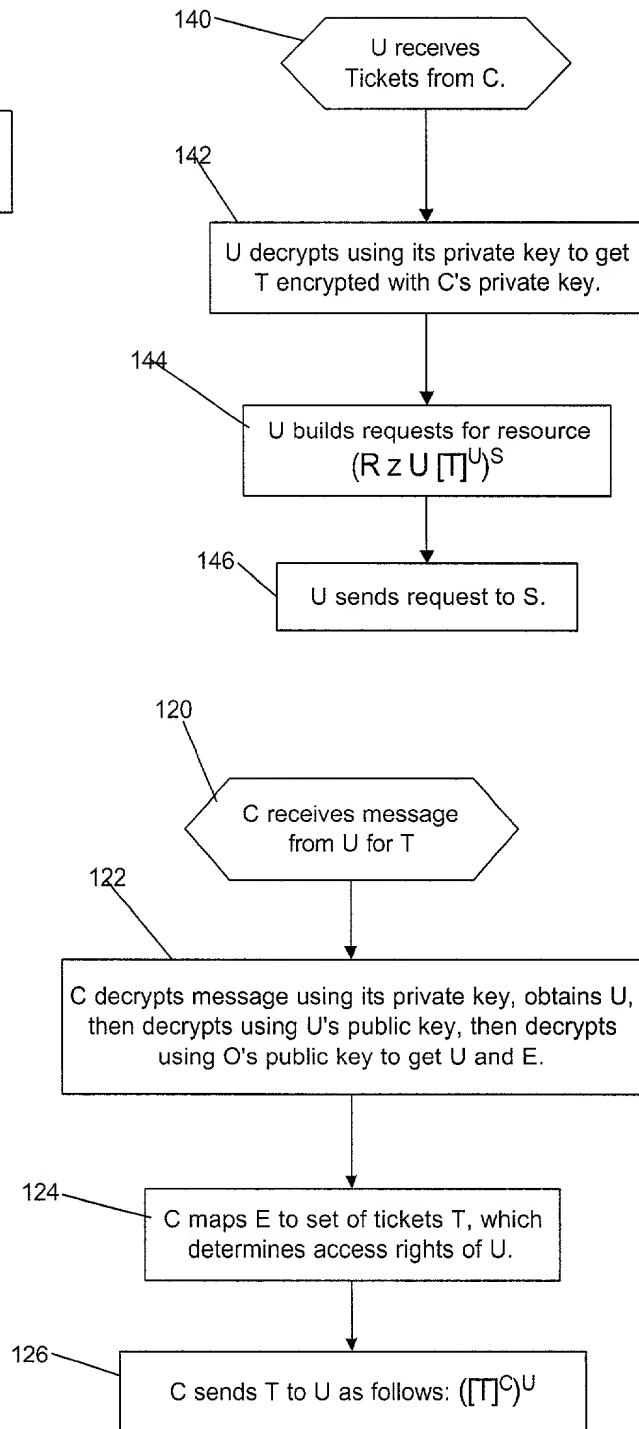 140
U receives
Tickets from C.
142
U decrypts using its private key to get
T encrypted with C's private key.
144
U builds requests for resource
(R z U [T]^U)^S
146
U sends request to S.
120
C receives message
from U for T
122
C decrypts message using its private key, obtains U,
then decrypts using U's public key, then decrypts
using O's public key to get U and E.
124
C maps E to set of tickets T, which
determines access rights of U.
126
C sends T to U as follows: ([T]^C)^U